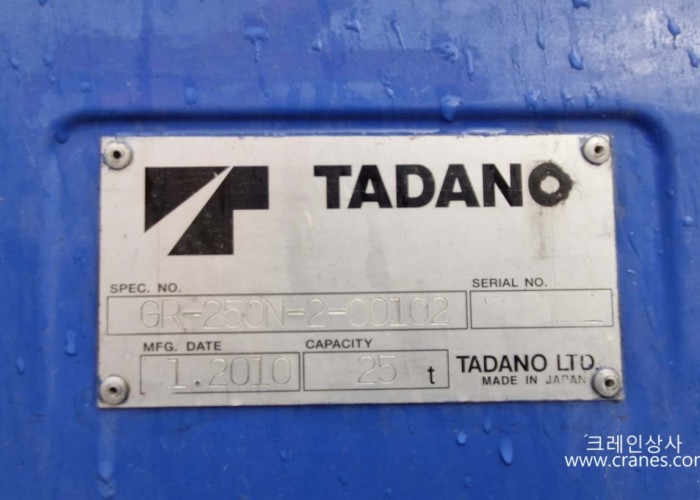 TADANO
SPEC. NO.
SERIAL NO.
GR-250N-2-00102
MFG. DATE
CAPACITY
1.2010
25 t
TADANO LTD.
MADE IN JAPAN
크레인상사
www.cranes.com